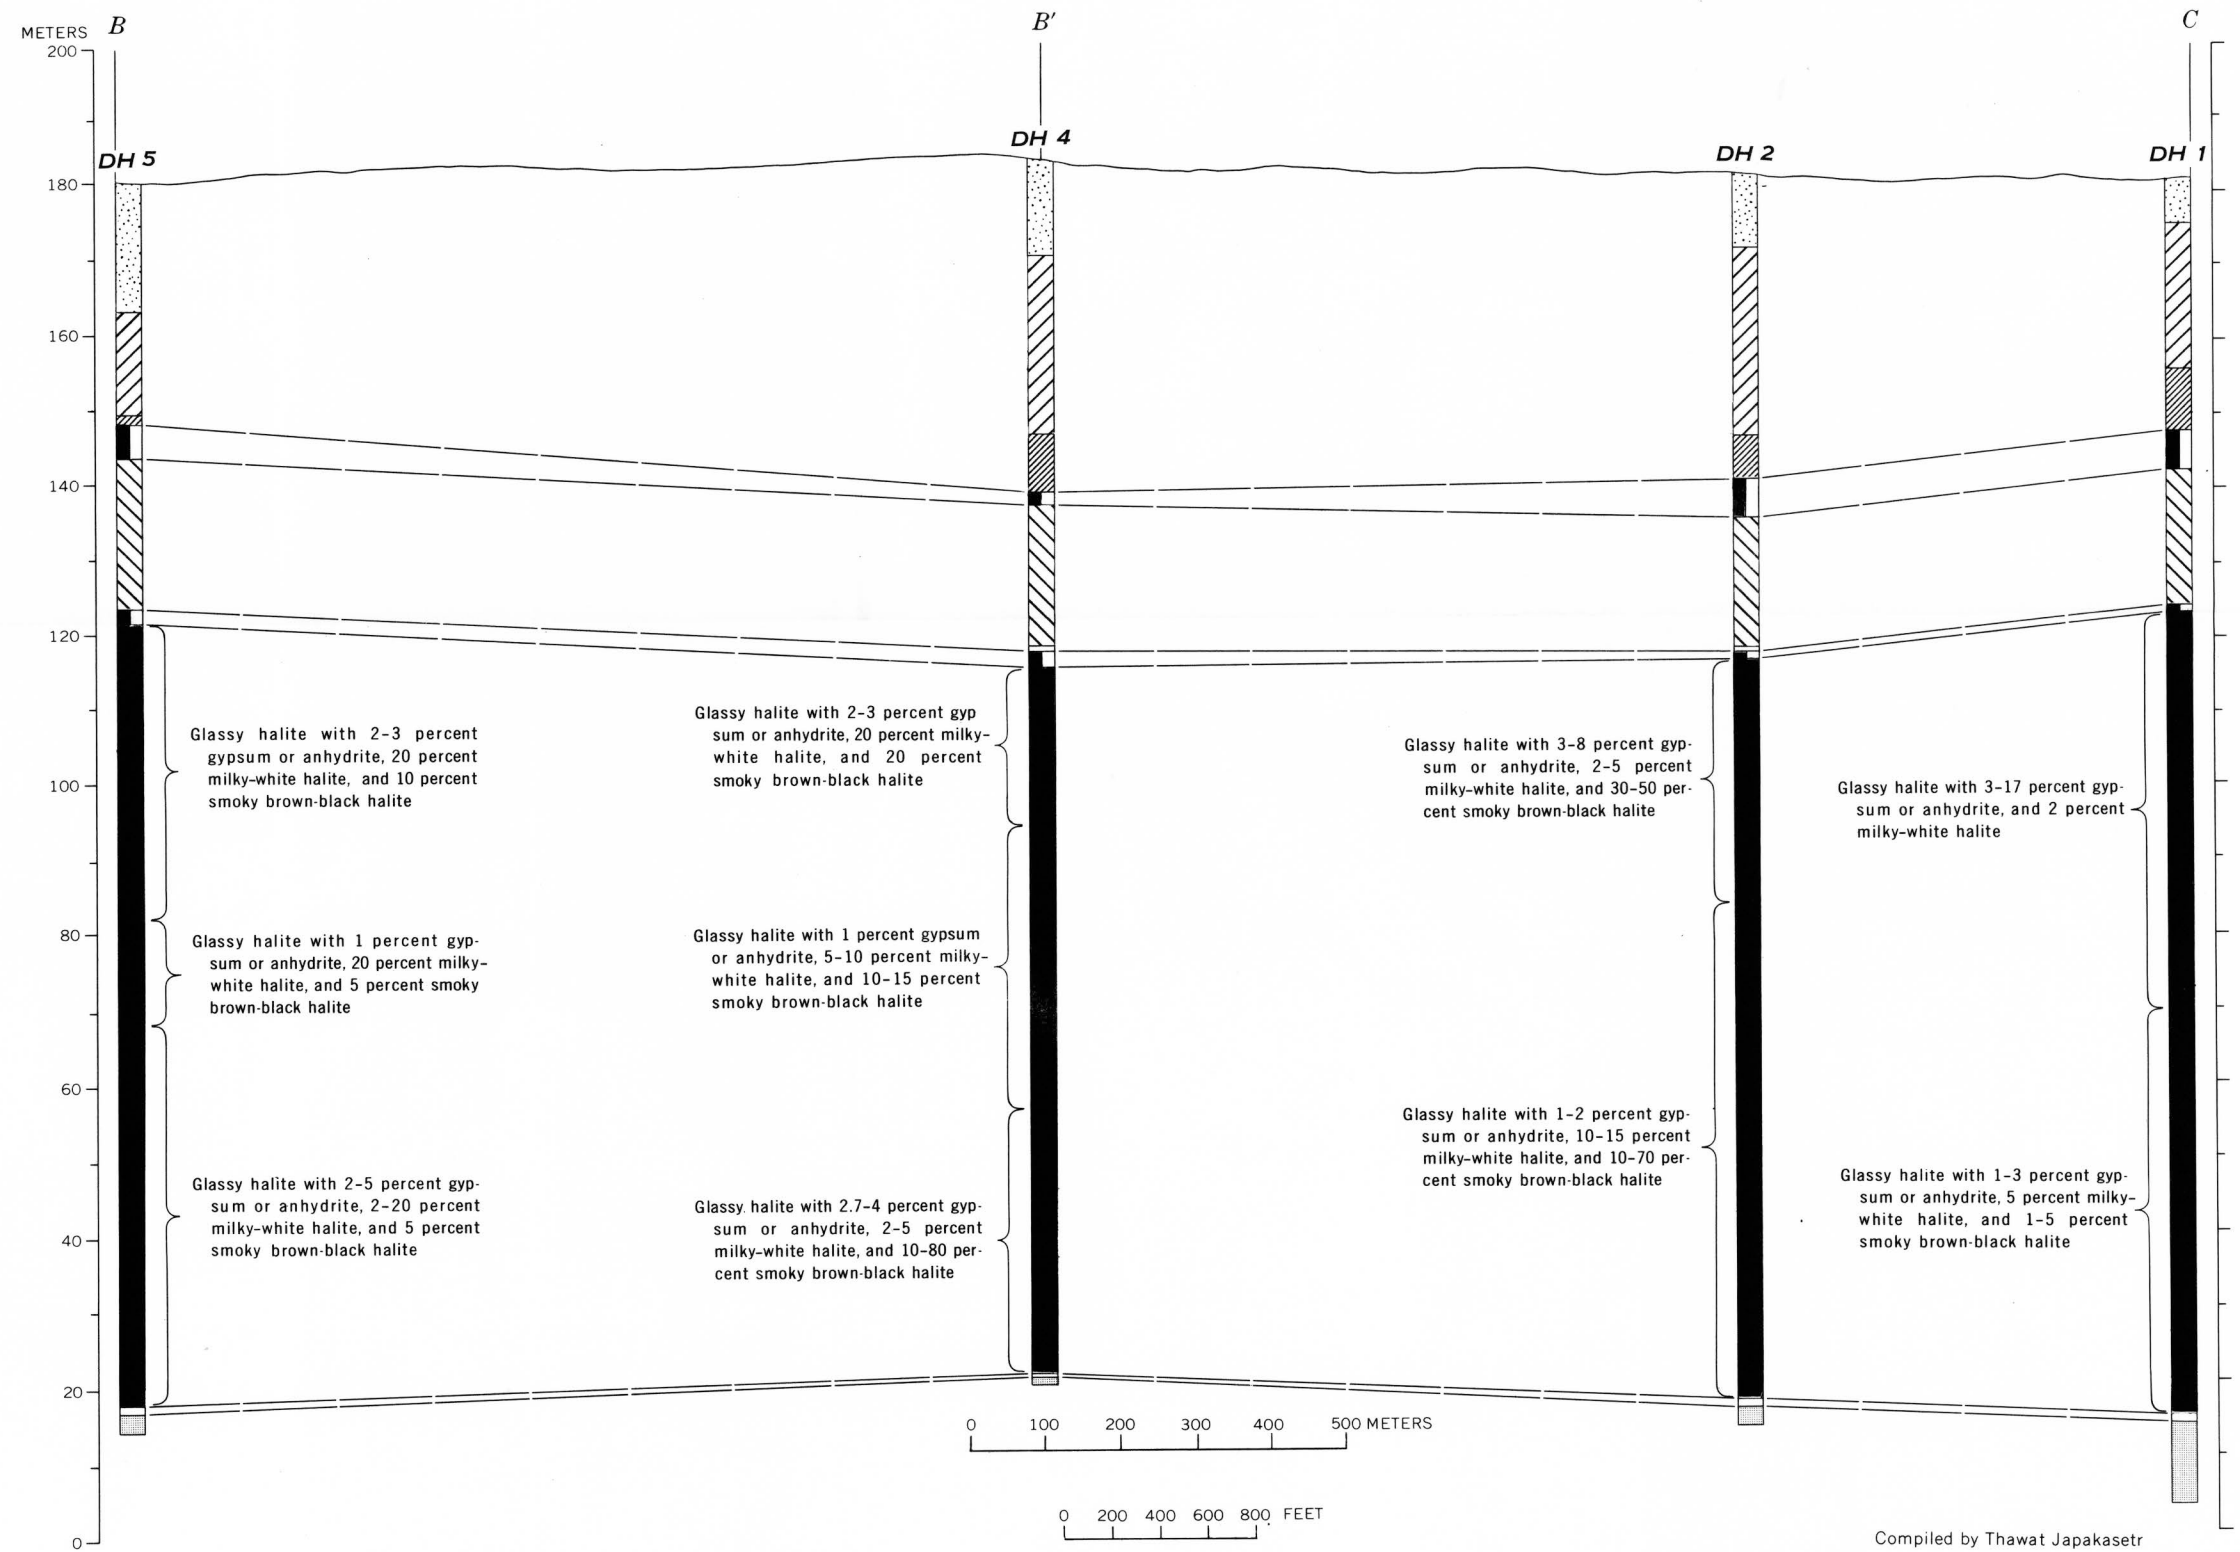 METERS
B
B′
C
200
DH 5
DH 4
DH 2
DH 1
180
160
140
120
100
80
60
40
20
0
Glassy halite with 2-3 percent
gypsum or anhydrite, 20 percent
milky-white halite, and 10 percent
smoky brown-black halite
Glassy halite with 1 percent gyp-
sum or anhydrite, 20 percent milky-
white halite, and 5 percent smoky
brown-black halite
Glassy halite with 2-5 percent gyp-
sum or anhydrite, 2-20 percent
milky-white halite, and 5 percent
smoky brown-black halite
Glassy halite with 2-3 percent gyp
sum or anhydrite, 20 percent milky-
white halite, and 20 percent
smoky brown-black halite
Glassy halite with 1 percent gypsum
or anhydrite, 5-10 percent milky-
white halite, and 10-15 percent
smoky brown-black halite
Glassy halite with 2.7-4 percent gyp-
sum or anhydrite, 2-5 percent
milky-white halite, and 10-80 per-
cent smoky brown-black halite
Glassy halite with 3-8 percent gyp-
sum or anhydrite, 2-5 percent
milky-white halite, and 30-50 per-
cent smoky brown-black halite
Glassy halite with 1-2 percent gyp-
sum or anhydrite, 10-15 percent
milky-white halite, and 10-70 per-
cent smoky brown-black halite
Glassy halite with 3-17 percent gyp-
sum or anhydrite, and 2 percent
milky-white halite
Glassy halite with 1-3 percent gyp-
sum or anhydrite, 5 percent milky-
white halite, and 1-5 percent
smoky brown-black halite
0 100 200 300 400 500 METERS
0 200 400 600 800 FEET
Compiled by Thawat Japakasetr